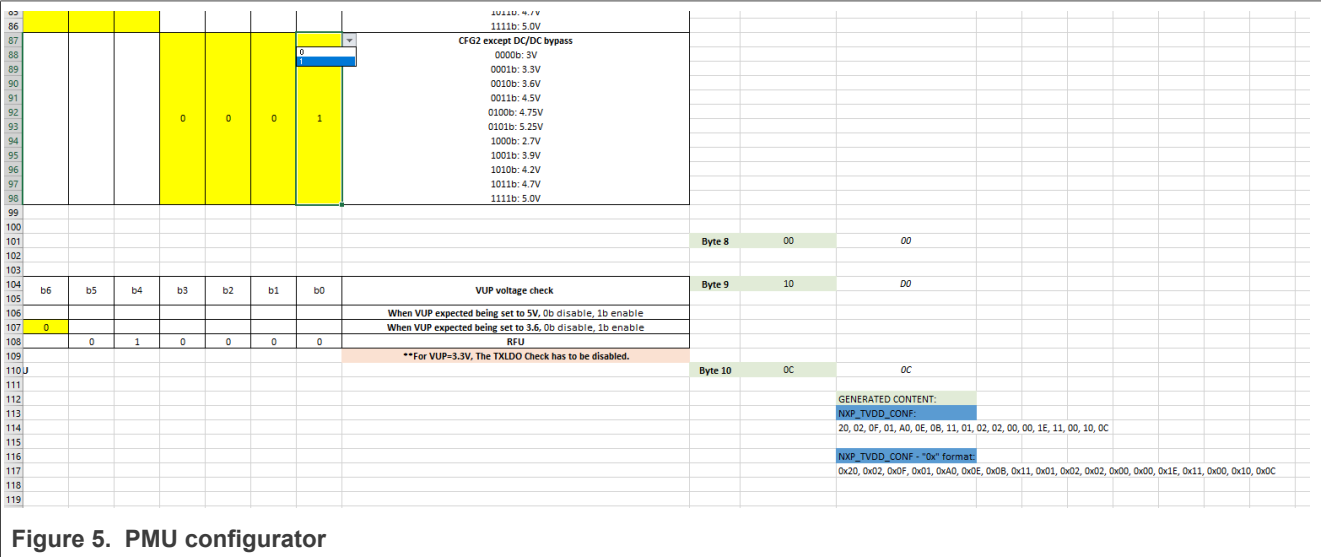 85 1011b: 4.7V
86 1111b: 5.0V
87 CFG2 except DC/DC bypass
88 0 0000b: 3V
89 1 0001b: 3.3V
90 0010b: 3.6V
91 0011b: 4.5V
92 0 0 0 1 0100b: 4.75V
93 0101b: 5.25V
94 1000b: 2.7V
95 1001b: 3.9V
96 1010b: 4.2V
97 1011b: 4.7V
98 1111b: 5.0V
99
100
101 Byte 8 00 00
102
103
104 b6 b5 b4 b3 b2 b1 b0 VUP voltage check Byte 9 10 D0
105
106 When VUP expected being set to 5V, 0b disable, 1b enable
107 0 When VUP expected being set to 3.6, 0b disable, 1b enable
108 0 1 0 0 0 0 RFU
109 **For VUP=3.3V, The TXLDO Check has to be disabled.
110 U Byte 10 0C 0C
111
112 GENERATED CONTENT:
113 NXP_TVDD_CONF:
114 20, 02, 0F, 01, A0, 0E, 0B, 11, 01, 02, 02, 00, 00, 1E, 11, 00, 10, 0C
115
116 NXP_TVDD_CONF - "0x" format:
117 0x20, 0x02, 0x0F, 0x01, 0xA0, 0x0E, 0x0B, 0x11, 0x01, 0x02, 0x02, 0x00, 0x00, 0x1E, 0x11, 0x00, 0x10, 0x0C
118
119
Figure 5. PMU configurator